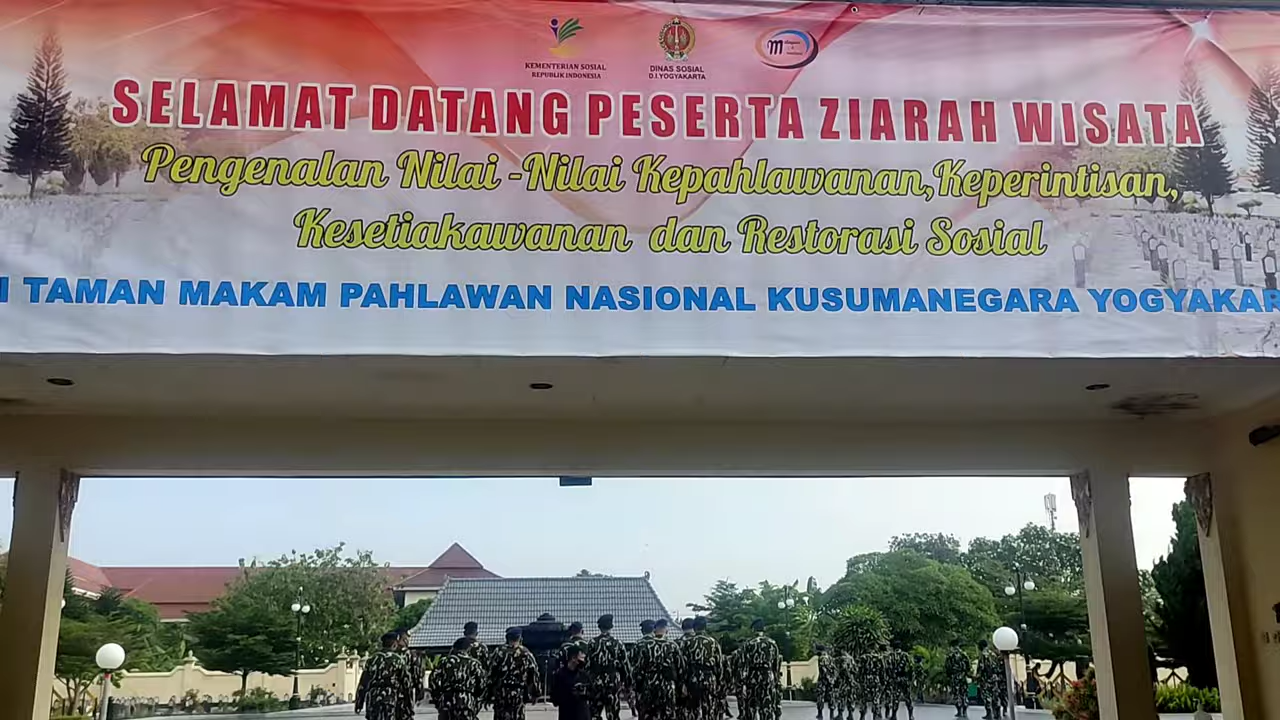 KEMENTERIAN SOSIAL
REPUBLIK INDONESIA
DINAS SOSIAL
D.I.YOGYAKARTA
m
SELAMAT DATANG PESERTA ZIARAH WISATA
Pengenalan Nilai -Nilai Kepahlawanan,Keperintisan,
Kesetiakawanan dan Restorasi Sosial
TAMAN MAKAM PAHLAWAN NASIONAL KUSUMANEGARA YOGYAKAR